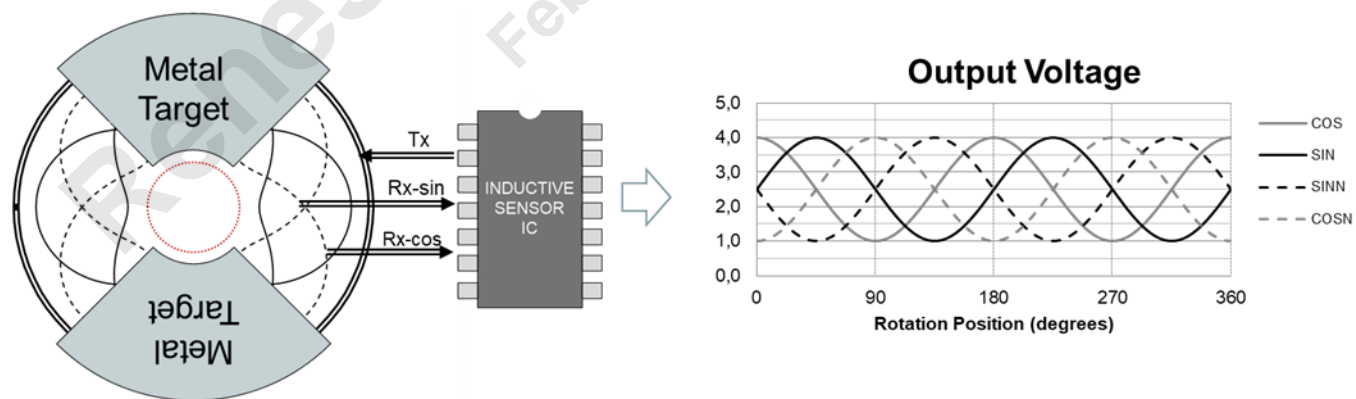 Metal
Target
Metal
Target
Tx
Rx-sin
Rx-cos
INDUCTIVE
SENSOR
IC
Output Voltage
5,0
4,0
3,0
2,0
1,0
0,0
0 90 180 270 360
Rotation Position (degrees)
COS
SIN
SINN
COSN
Feb